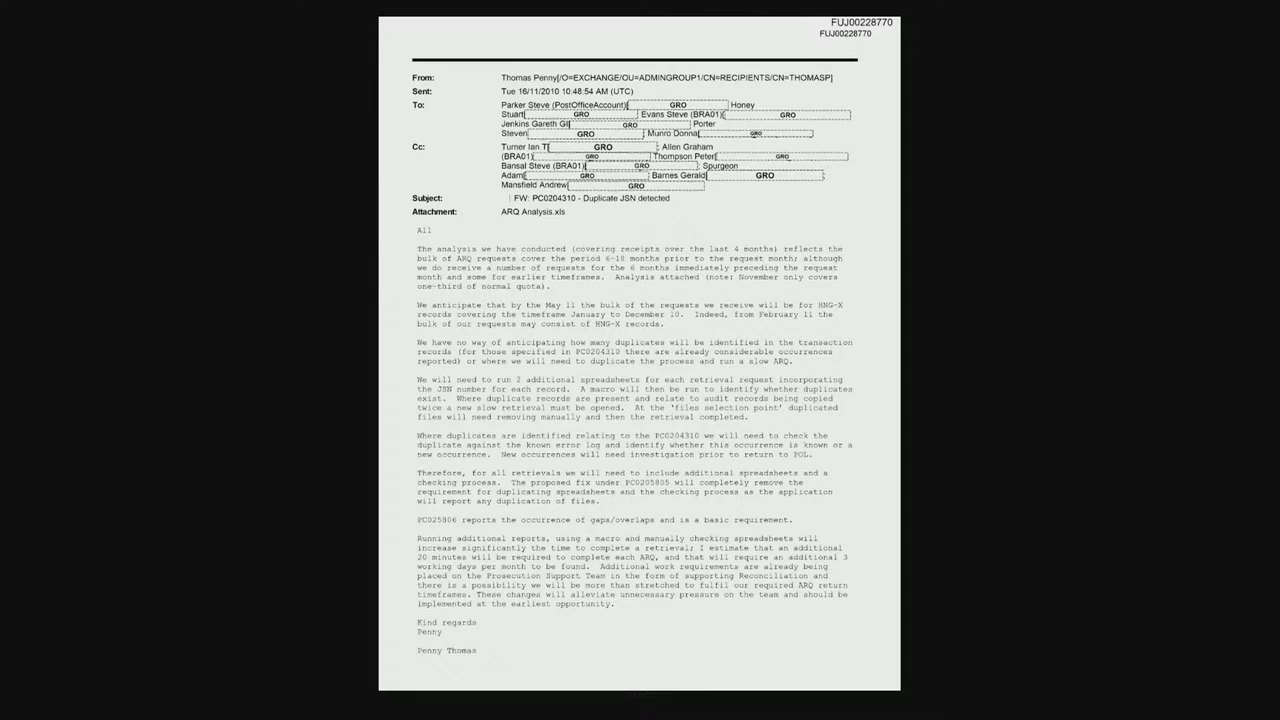 FUJ00228770
FUJ00228770
From: Thomas Penny[/O=EXCHANGE/OU=ADMINGROUP1/CN=RECIPIENTS/CN=THOMASP]
Sent: Tue 16/11/2010 10:48:54 AM (UTC)
To: Parker Steve (PostOfficeAccount)[ GRO Honey
Stuart[ GRO ; Evans Steve (BRA01)[ GRO
Jenkins Gareth GI[ GRO Porter
Steven[ GRO ; Munro Donna[ GRO
Cc: Turner Ian T[ GRO ; Allen Graham
(BRA01)[ GRO Thompson Peter[ GRO
Bansal Steve (BRA01)[ GRO ; Spurgeon
Adam[ GRO Barnes Gerald[ GRO
Mansfield Andrew[ GRO
Subject: FW: PC0204310 - Duplicate JSN detected
Attachment: ARQ Analysis.xls
All
The analysis we have conducted (covering receipts over the last 4 months) reflects the
bulk of ARQ requests cover the period 6-18 months prior to the request month; although
we do receive a number of requests for the 6 months immediately preceding the request
month and some for earlier timeframes. Analysis attached (note: November only covers
one-third of normal quota).
We anticipate that by the May 11 the bulk of the requests we receive will be for HNG-X
records covering the timeframe January to December 10. Indeed, from February 11 the
bulk of our requests may consist of HNG-X records.
We have no way of anticipating how many duplicates will be identified in the transaction
records (for those specified in PC0204310 there are already considerable occurrences
reported) or where we will need to duplicate the process and run a slow ARQ.
We will need to run 2 additional spreadsheets for each retrieval request incorporating
the JSN number for each record. A macro will then be run to identify whether duplicates
exist. Where duplicate records are present and relate to audit records being copied
twice a new slow retrieval must be opened. At the 'files selection point' duplicated
files will need removing manually and then the retrieval completed.
Where duplicates are identified relating to the PC0204310 we will need to check the
duplicate against the known error log and identify whether this occurrence is known or a
new occurrence. New occurrences will need investigation prior to return to POL.
Therefore, for all retrievals we will need to include additional spreadsheets and a
checking process. The proposed fix under PC0205805 will completely remove the
requirement for duplicating spreadsheets and the checking process as the application
will report any duplication of files.
PC025806 reports the occurrence of gaps/overlaps and is a basic requirement.
Running additional reports, using a macro and manually checking spreadsheets will
increase significantly the time to complete a retrieval; I estimate that an additional
20 minutes will be required to complete each ARQ, and that will require an additional 3
working days per month to be found. Additional work requirements are already being
placed on the Prosecution Support Team in the form of supporting Reconciliation and
there is a possibility we will be more than stretched to fulfil our required ARQ return
timeframes. These changes will alleviate unnecessary pressure on the team and should be
implemented at the earliest opportunity.
Kind regards
Penny
Penny Thomas